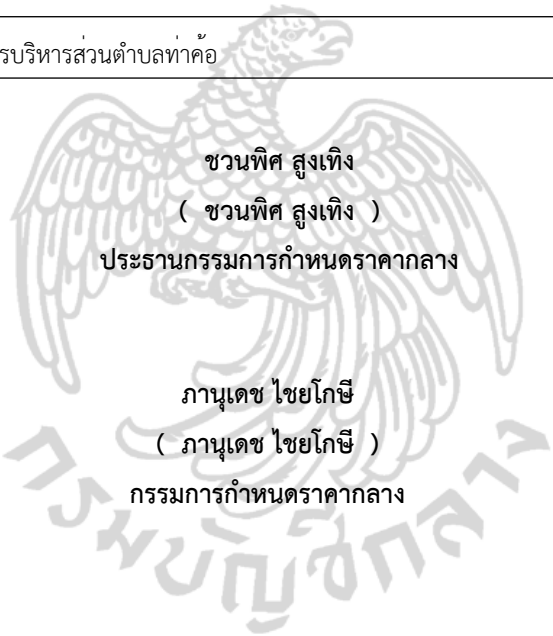 รบริหารส่วนตำบลท่าค้อ
ชวนพิศ สูงเทิง
( ชวนพิศ สูงเทิง )
ประธานกรรมการกำหนดราคากลาง
ภานุเดช ไชยโกษี
( ภานุเดช ไชยโกษี )
กรรมการกำหนดราคากลาง
กรมบัญชีกลาง